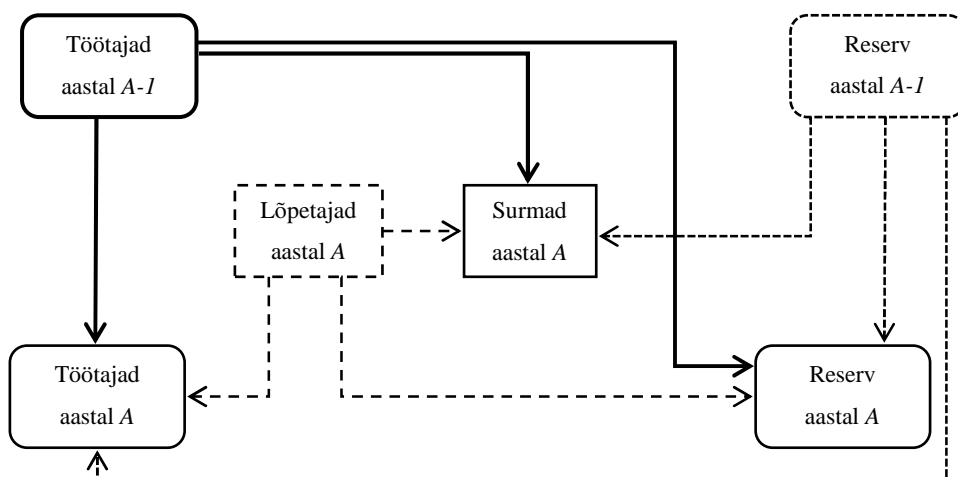 Töötajad
aastal A-1
Reserv
aastal A-1
Lõpetajad
aastal A
Surmad
aastal A
Töötajad
aastal A
Reserv
aastal A